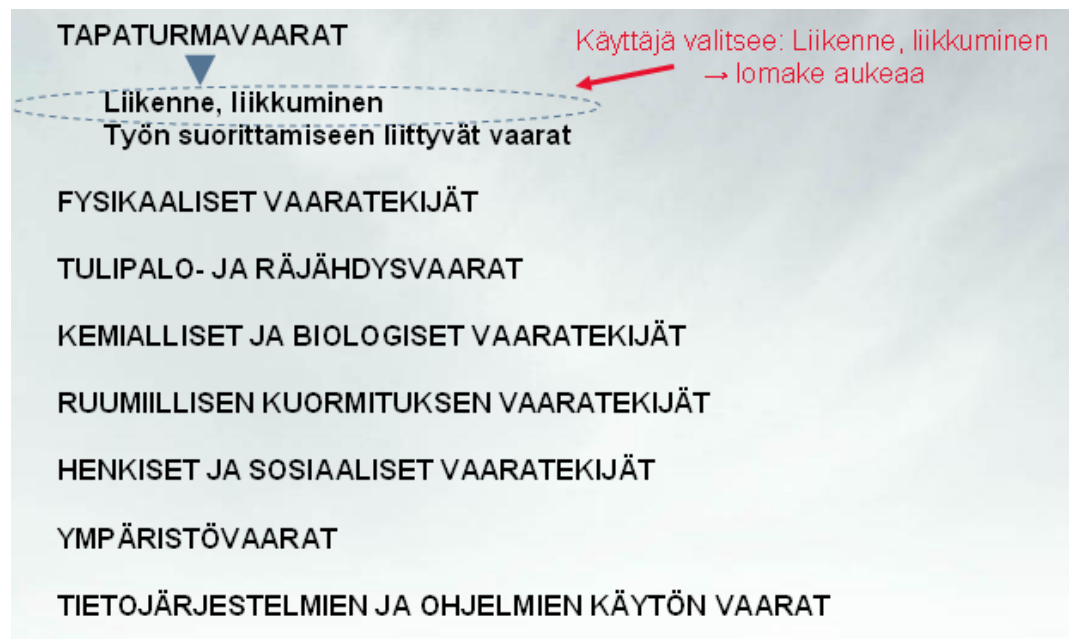 TAPATURMAVAARAT
Käyttäjä valitsee: Liikenne, liikkuminen
→ lomake aukeaa
Liikenne, liikkuminen
Työn suorittamiseen liittyvät vaarat
FYSIKAALISET VAARATEKIJÄT
TULIPALO- JA RÄJÄHDYSVAARAT
KEMIALLISET JA BIOLOGISET VAARATEKIJÄT
RUUMIILLISEN KUORMITUKSEN VAARATEKIJÄT
HENKISET JA SOSIAALISET VAARATEKIJÄT
YMPÄRISTÖVAARAT
TIETOJÄRJESTELMIEN JA OHJELMIEN KÄYTÖN VAARAT